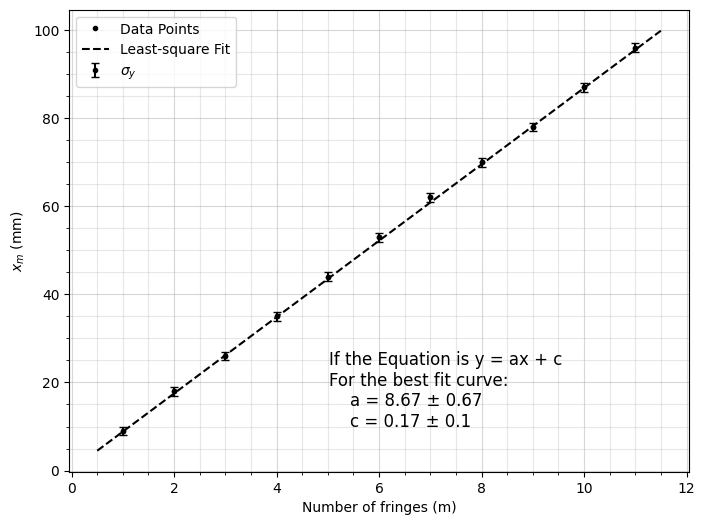 Data Points
Least-square Fit
σy
100
80
60
40
20
0
xm (mm)
If the Equation is y = ax + c
For the best fit curve:
a = 8.67 ± 0.67
c = 0.17 ± 0.1
0 2 4 6 8 10 12
Number of fringes (m)